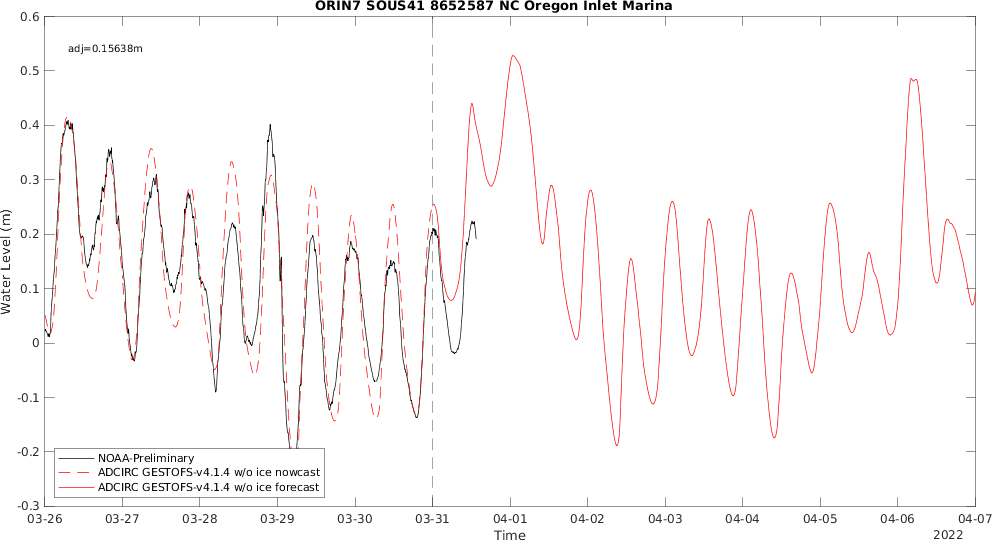 ORIN7 SOUS41 8652587 NC Oregon Inlet Marina
adj=0.15638m
0.6
0.5
0.4
0.3
0.2
0.1
0
-0.1
-0.2
-0.3
Water Level (m)
NOAA-Preliminary
ADCIRC GESTOFS-v4.1.4 w/o ice nowcast
ADCIRC GESTOFS-v4.1.4 w/o ice forecast
03-26 03-27 03-28 03-29 03-30 03-31 04-01 04-02 04-03 04-04 04-05 04-06 04-07
Time
2022